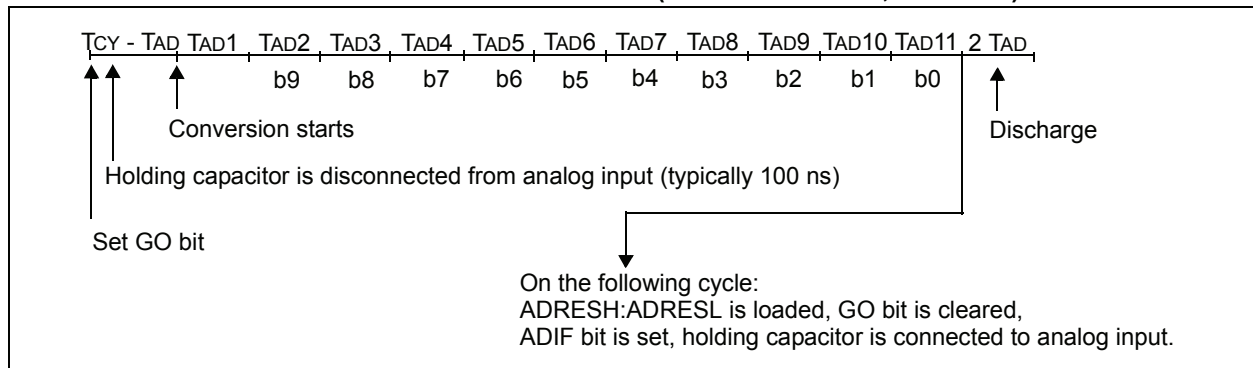 TCY - TAD TAD1 TAD2 TAD3 TAD4 TAD5 TAD6 TAD7 TAD8 TAD9 TAD10 TAD11 2 TAD
b9 b8 b7 b6 b5 b4 b3 b2 b1 b0
Conversion starts
Discharge
Holding capacitor is disconnected from analog input (typically 100 ns)
Set GO bit
On the following cycle:
ADRESH:ADRESL is loaded, GO bit is cleared,
ADIF bit is set, holding capacitor is connected to analog input.